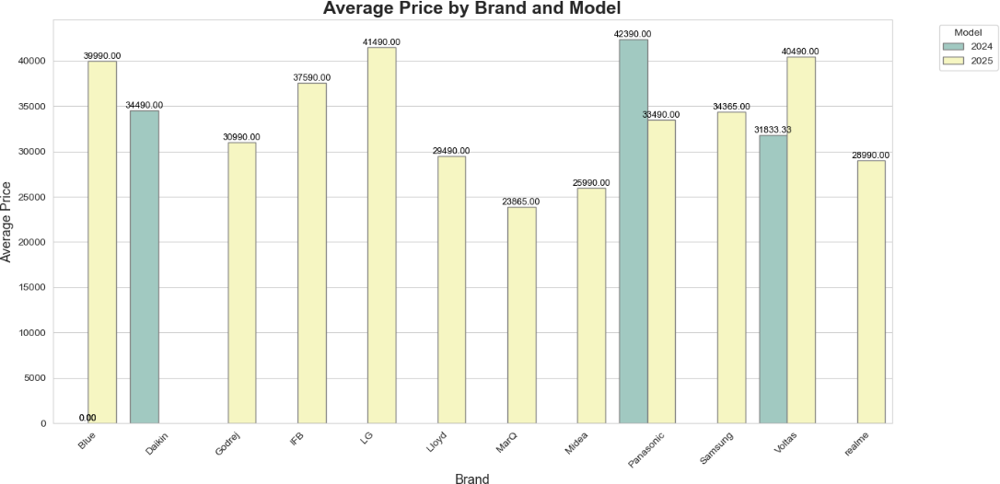 Average Price by Brand and Model
Model
2024
2025
Average Price
40000
35000
30000
25000
20000
15000
10000
5000
0
39990.00
0.00
34490.00
30990.00
37590.00
41490.00
29490.00
23865.00
25990.00
42390.00
33490.00
34365.00
31833.33
40490.00
28990.00
Blue
Daikin
Godrej
IFB
LG
Lloyd
MarQ
Midea
Panasonic
Samsung
Voltas
realme
Brand